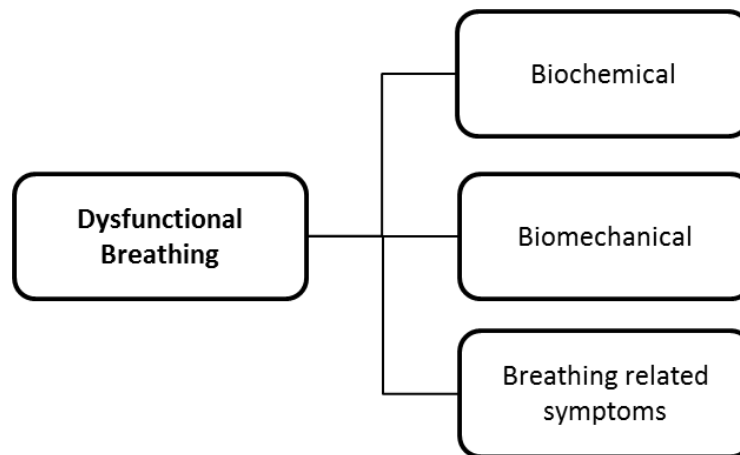 Biochemical
Dysfunctional
Breathing
Biomechanical
Breathing related
symptoms